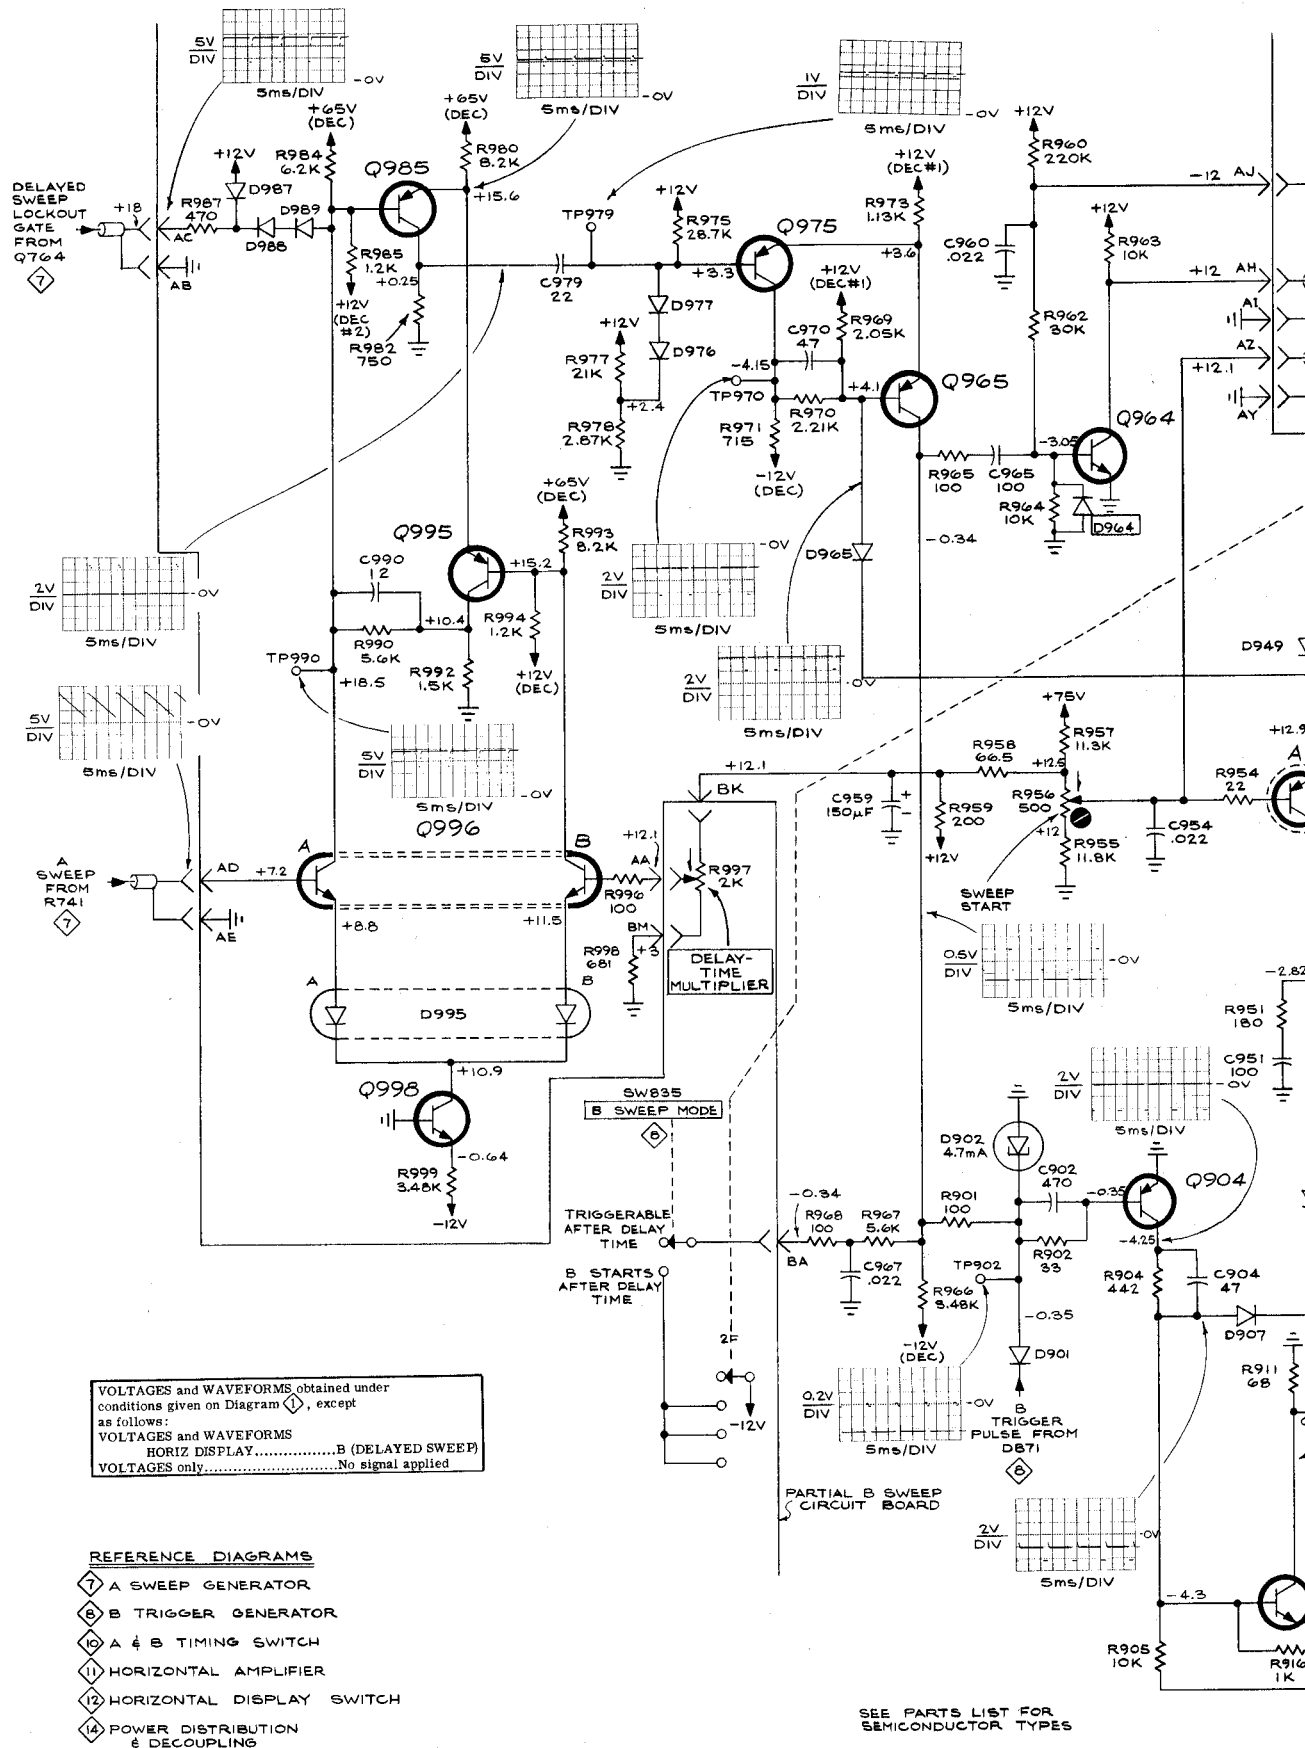 5V
DIV
-0V
5ms/DIV
5V
DIV
-0V
5ms/DIV
1V
DIV
-0V
5ms/DIV
+65V
(DEC)
+65V
(DEC)
+12V
R984
6.2K
Q985
R980
8.2K
+15.6
+12V
(DEC#1)
+12V
R960
220K
DELAYED
SWEEP
LOCKOUT
GATE
FROM
Q764
7
+18
R987
470
AC
AB
+12V
D987
D988
D989
R985
1.2K
+0.25
+12V
(DEC
#2)
R982
750
TP979
C979
22
+12V
R975
28.7K
+3.3
Q975
R973
1.13K
+3.6
+12V
(DEC#1)
C960
.022
-12
AJ
+12V
R963
10K
+12
AH
AI
AZ
+12.1
AY
D977
D976
+12V
R977
21K
+2.4
R978
2.87K
C970
47
R969
2.05K
-4.15
TP970
+4.1
R970
2.21K
R971
715
-12V
(DEC)
Q965
R962
30K
Q964
-3.05
R965
100
C965
100
R964
10K
D964
-0.34
+65V
(DEC)
Q995
R993
8.2K
+15.2
C990
12
+10.4
R990
5.6K
R992
1.5K
R994
1.2K
+12V
(DEC)
TP990
+18.5
2V
DIV
-0V
5ms/DIV
2V
DIV
-0V
5ms/DIV
D965
2V
DIV
-0V
5ms/DIV
D949
5V
DIV
-0V
5ms/DIV
5V
DIV
-0V
5ms/DIV
Q996
A
B
+12.1
BK
C959
150μF
R959
200
+12V
R958
66.5
+75V
R957
11.3K
+12.5
R956
500
+12
R955
11.8K
SWEEP
START
C954
.022
R954
22
+12.9
A
A
SWEEP
FROM
R741
7
AD
AE
+7.2
+8.8
+11.5
R996
100
+12.1
AA
R997
2K
BM
+3
R998
681
DELAY-
TIME
MULTIPLIER
0.5V
DIV
-0V
5ms/DIV
-2.82
R951
180
C951
100
A
B
D995
+10.9
Q998
-0.64
R999
3.48K
-12V
SW835
B SWEEP MODE
8
TRIGGERABLE
AFTER DELAY
TIME
B STARTS
AFTER DELAY
TIME
2F
-12V
BA
-0.34
R968
100
R967
5.6K
C967
.022
R966
3.48K
-12V
(DEC)
2V
DIV
-0V
5ms/DIV
D902
4.7mA
R901
100
C902
470
-0.35
R902
33
TP902
-0.35
D901
Q904
-4.25
R904
442
C904
47
D907
R911
68
0.2V
DIV
-0V
5ms/DIV
B
TRIGGER
PULSE FROM
D871
8
2V
DIV
-0V
5ms/DIV
-4.3
R905
10K
R916
1K
PARTIAL B SWEEP
CIRCUIT BOARD
VOLTAGES and WAVEFORMS obtained under
conditions given on Diagram 1, except
as follows:
VOLTAGES and WAVEFORMS
HORIZ DISPLAY................B (DELAYED SWEEP)
VOLTAGES only........................No signal applied
REFERENCE DIAGRAMS
7 A SWEEP GENERATOR
8 B TRIGGER GENERATOR
10 A & B TIMING SWITCH
11 HORIZONTAL AMPLIFIER
12 HORIZONTAL DISPLAY SWITCH
14 POWER DISTRIBUTION
& DECOUPLING
SEE PARTS LIST FOR
SEMICONDUCTOR TYPES